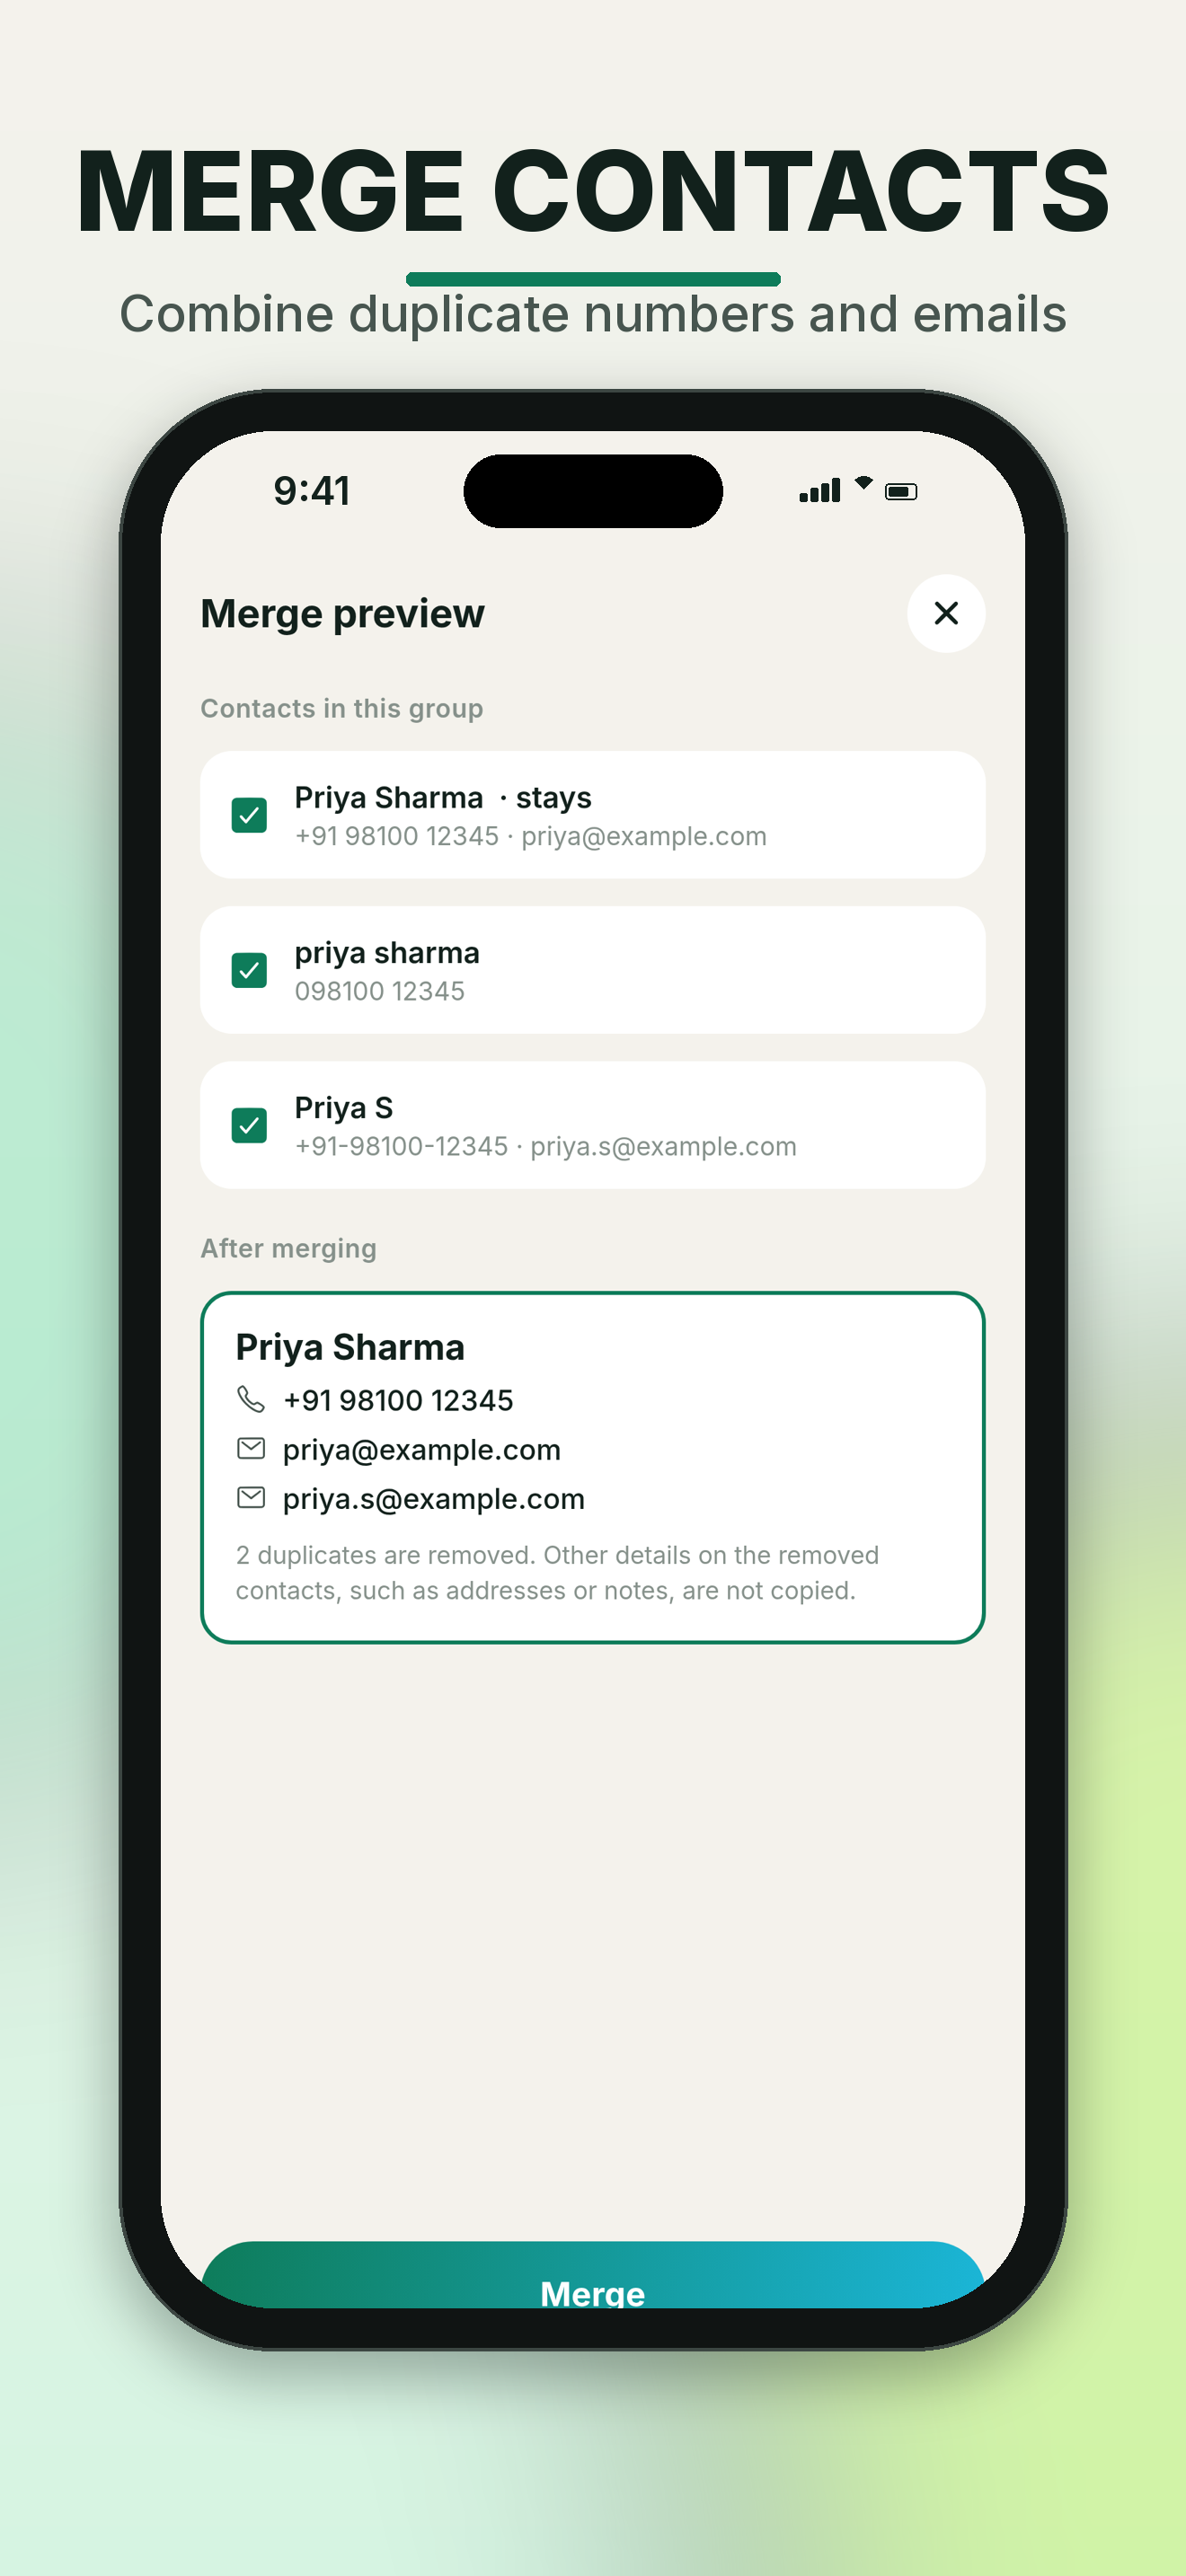 MERGE CONTACTS
Combine duplicate numbers and emails
9:41
Merge preview
Contacts in this group
Priya Sharma · stays
+91 98100 12345 · priya@example.com
priya sharma
098100 12345
Priya S
+91-98100-12345 · priya.s@example.com
After merging
Priya Sharma
+91 98100 12345
priya@example.com
priya.s@example.com
2 duplicates are removed. Other details on the removed
contacts, such as addresses or notes, are not copied.
Merge